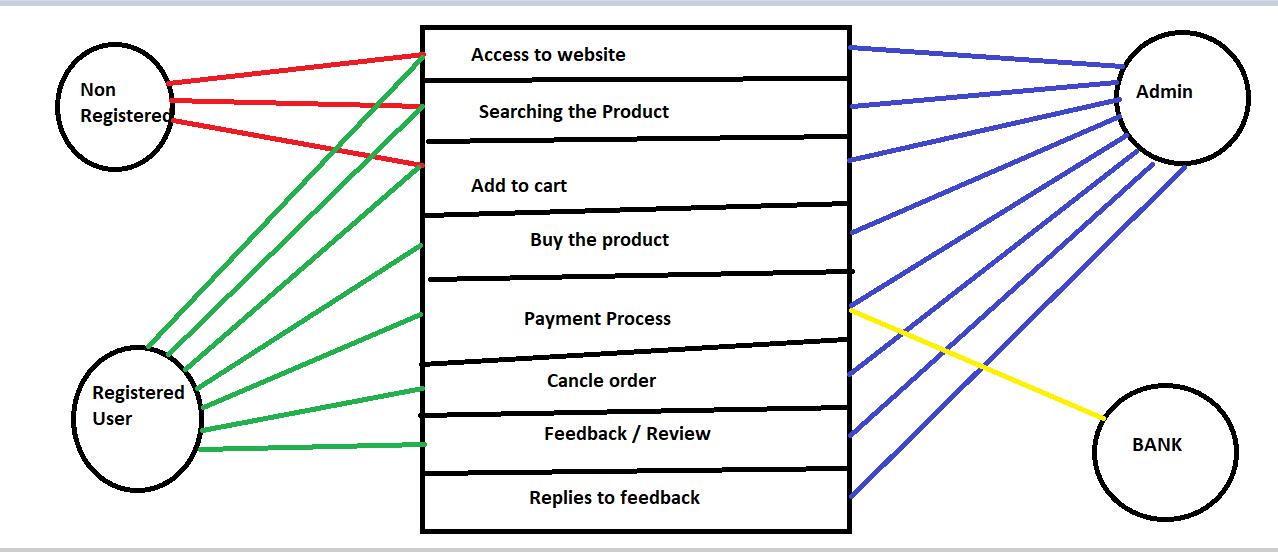 Non
Registered
Access to website
Searching the Product
Add to cart
Buy the product
Payment Process
Cancle order
Feedback / Review
Replies to feedback
Admin
Registered
User
BANK